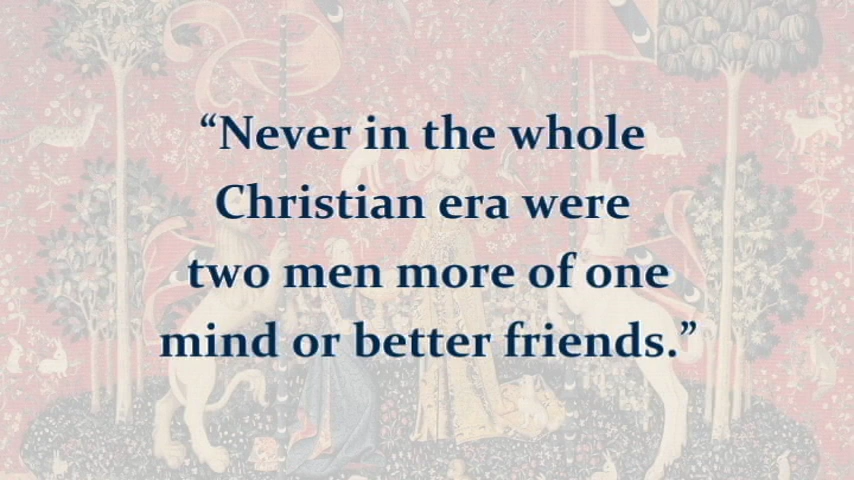 “Never in the whole
Christian era were
two men more of one
mind or better friends.”